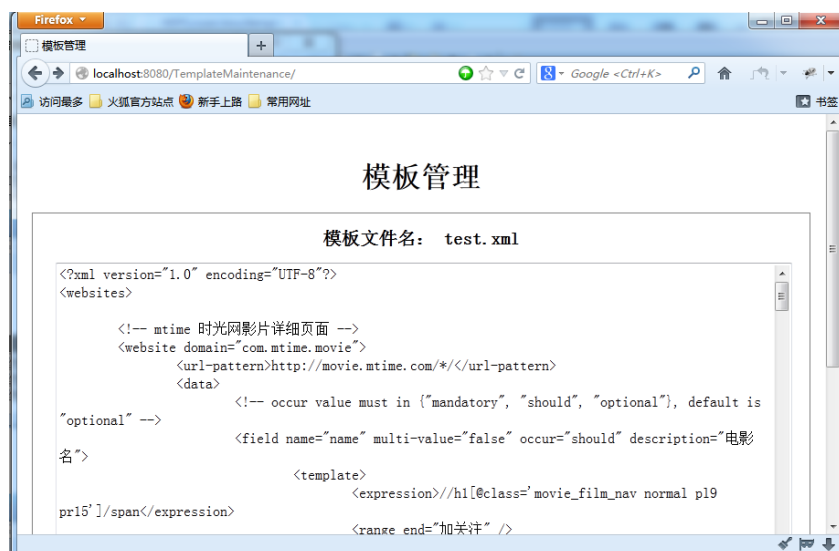 Firefox
模板管理
localhost:8080/TemplateMaintenance/
Google <Ctrl+K>
访问最多 火狐官方站点 新手上路 常用网址
书签
模板管理
模板文件名： test.xml
<?xml version="1.0" encoding="UTF-8"?>
<websites>
<!-- mtime 时光网影片详细页面 -->
<website domain="com.mtime.movie">
<url-pattern>http://movie.mtime.com/*/</url-pattern>
<data>
<!-- occur value must in {"mandatory", "should", "optional"}, default is
"optional" -->
<field name="name" multi-value="false" occur="should" description="电影
名">
<template>
<expression>//h1[@class='movie_film_nav normal pl9
pr15']/span</expression>
<range end="加关注" />